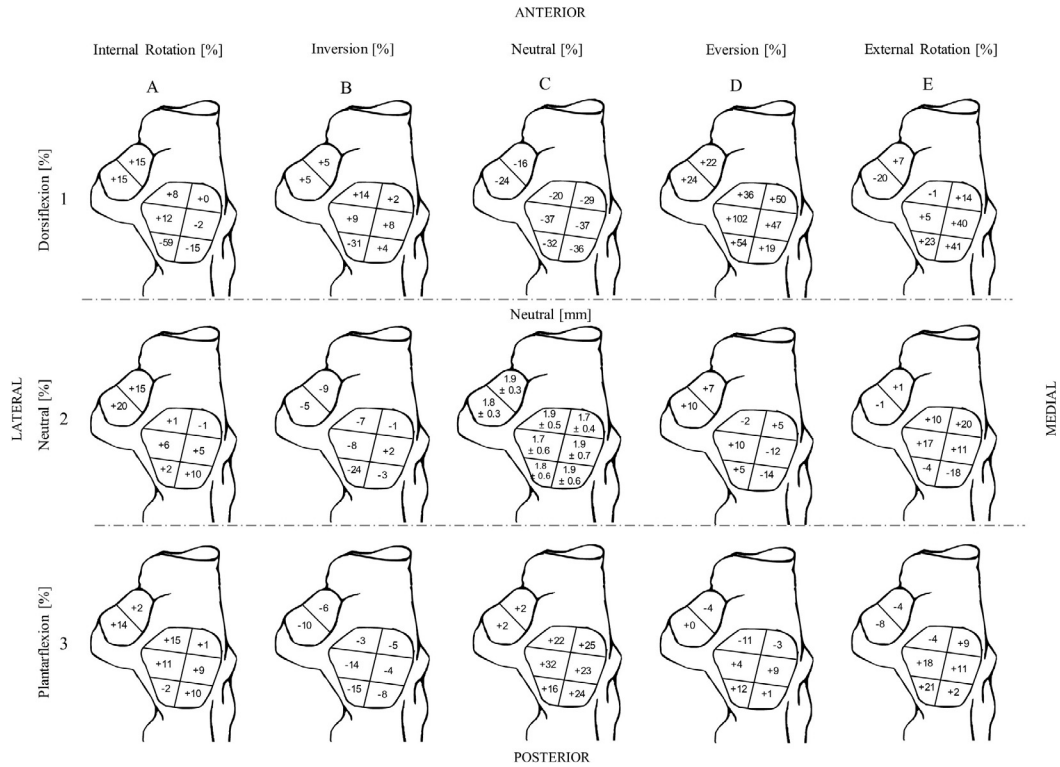 ANTERIOR
Internal Rotation [%] Inversion [%] Neutral [%] Eversion [%] External Rotation [%]
A B C D E
Dorsiflexion [%]
1
+15 +5 -16 +22 +7
+15 +5 -24 +24 -20
+8 +0 +14 +2 -20 -29 +36 +50 -1 +14
+12 -2 +9 +8 -37 -37 +102 +47 +5 +40
-59 -15 -31 +4 -32 -36 +54 +19 +23 +41
Neutral [mm]
LATERAL
Neutral [%]
2
MEDIAL
+15 -9 1.9 ± 0.3 +7 +1
+20 -5 1.8 ± 0.3 +10 -1
+1 -1 -7 -1 1.9 ± 0.5 1.7 ± 0.4 -2 +5 +10 +20
+6 +5 -8 +2 1.7 ± 0.6 1.9 ± 0.7 +10 -12 +17 +11
+2 +10 -24 -3 1.8 ± 0.6 1.9 ± 0.6 +5 -14 -4 -18
Plantarflexion [%]
3
+2 -6 +2 -4 -4
+14 -10 +2 +0 -8
+15 +1 -3 -5 +22 +25 -11 -3 -4 +9
+11 +9 -14 -4 +32 +23 +4 +9 +18 +11
-2 +10 -15 -8 +16 +24 +12 +1 +21 +2
POSTERIOR